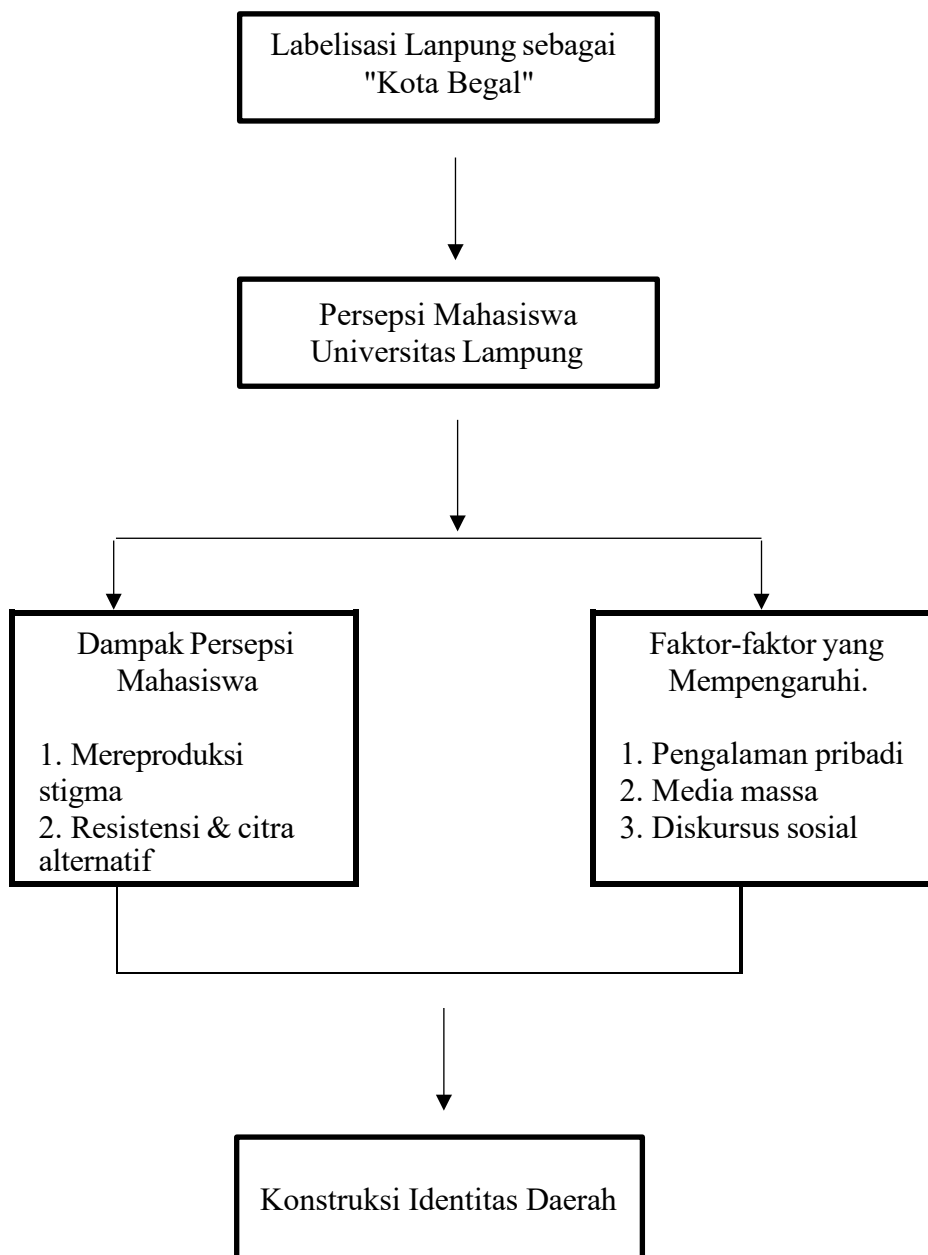 Labelisasi Lanpung sebagai
"Kota Begal"
Persepsi Mahasiswa
Universitas Lampung
Dampak Persepsi
Mahasiswa
1. Mereproduksi
stigma
2. Resistensi & citra
alternatif
Faktor-faktor yang
Mempengaruhi.
1. Pengalaman pribadi
2. Media massa
3. Diskursus sosial
Konstruksi Identitas Daerah